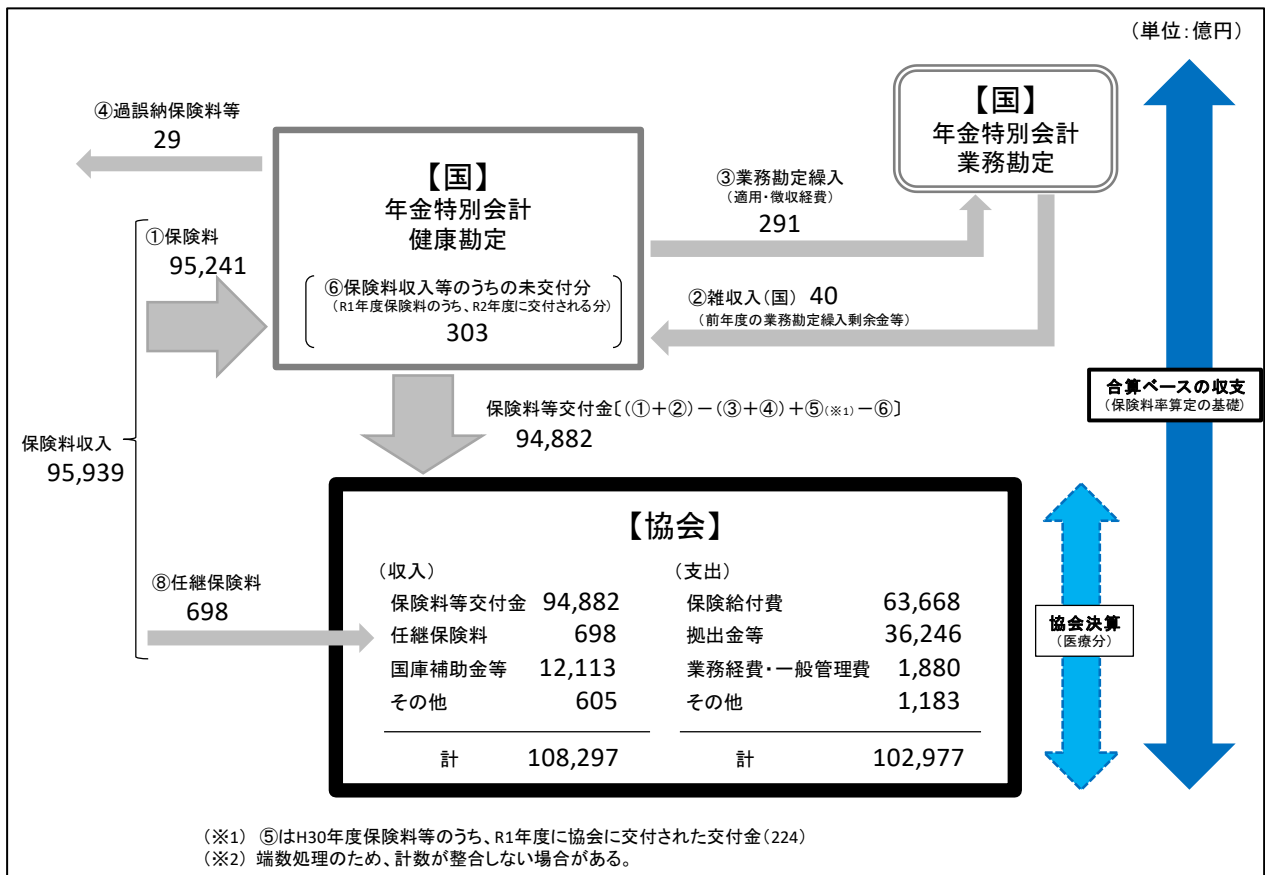 （単位：億円）
④過誤納保険料等
29
【国】
年金特別会計
健康勘定
⑥保険料収入等のうちの未交付分
（R1年度保険料のうち、R2年度に交付される分）
303
【国】
年金特別会計
業務勘定
③業務勘定繰入
（適用・徴収経費）
291
②雑収入（国） 40
（前年度の業務勘定繰入剰余金等）
①保険料
95,241
保険料収入
95,939
保険料等交付金〔（①＋②）－（③＋④）＋⑤（※1）－⑥〕
94,882
合算ベースの収支
（保険料率算定の基礎）
⑧任継保険料
698
【協会】
（収入） （支出）
保険料等交付金 94,882 保険給付費 63,668
任継保険料 698 拠出金等 36,246
国庫補助金等 12,113 業務経費・一般管理費 1,880
その他 605 その他 1,183
計 108,297 計 102,977
協会決算
（医療分）
（※1） ⑤はH30年度保険料等のうち、R1年度に協会に交付された交付金（224）
（※2） 端数処理のため、計数が整合しない場合がある。